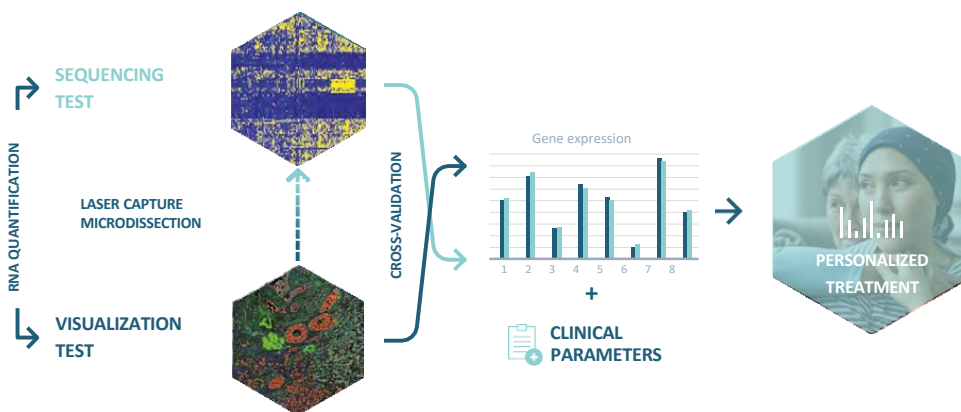 SEQUENCING
TEST
RNA QUANTIFICATION
LASER CAPTURE
MICRODISSECTION
VISUALIZATION
TEST
CROSS-VALIDATION
Gene expression
1 2 3 4 5 6 7 8
+
CLINICAL
PARAMETERS
PERSONALIZED
TREATMENT